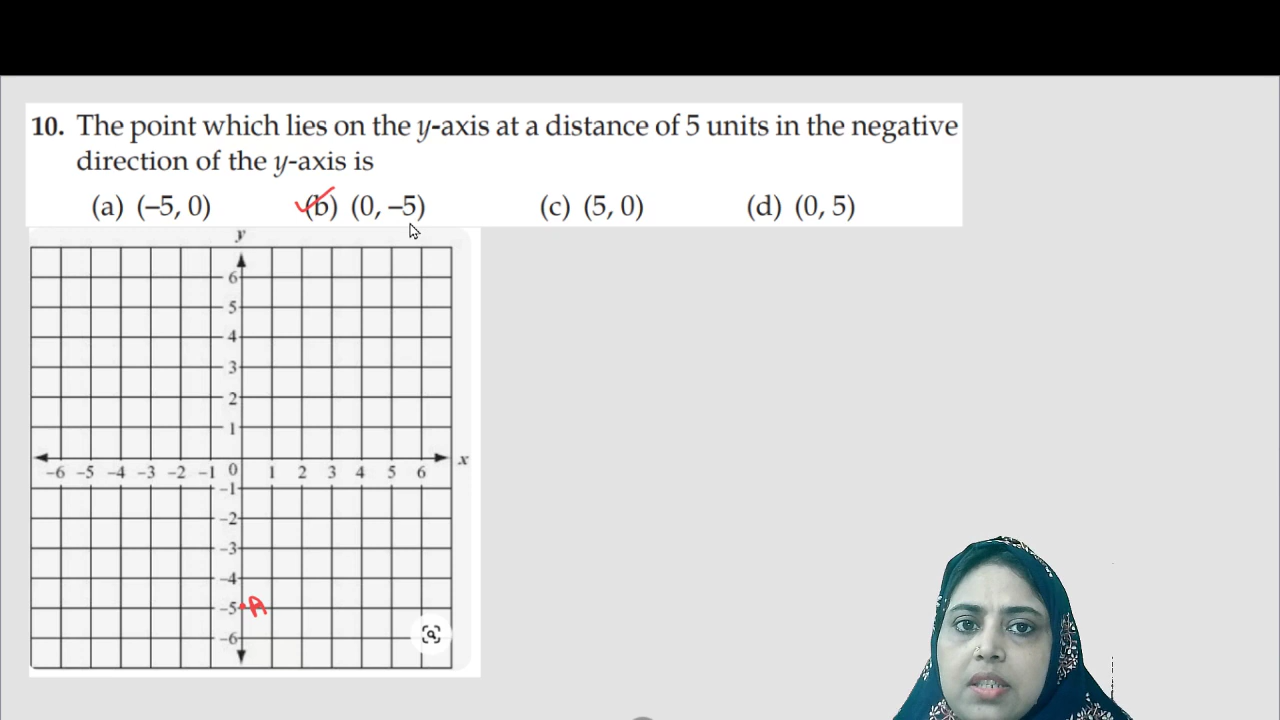 10. The point which lies on the y-axis at a distance of 5 units in the negative
direction of the y-axis is
(a) (–5, 0) (b) (0, –5) (c) (5, 0) (d) (0, 5)
y
6
5
4
3
2
1
–6 –5 –4 –3 –2 –1 0 1 2 3 4 5 6 x
–1
–2
–3
–4
–5 A
–6